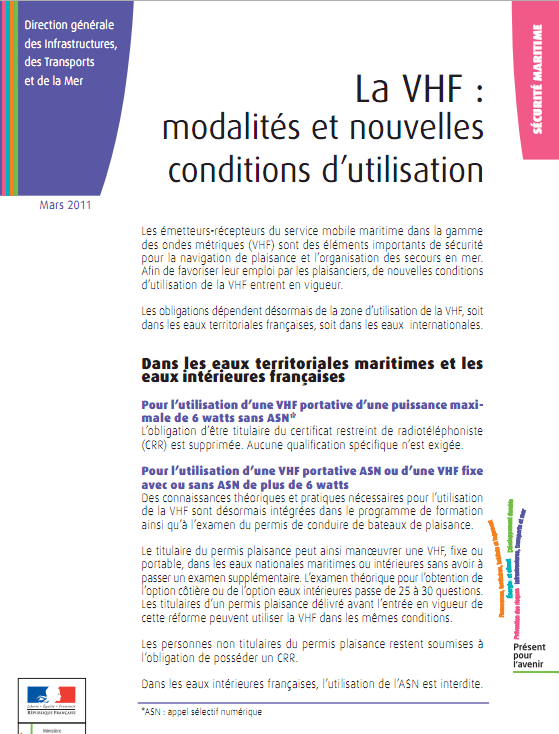 Direction générale
des Infrastructures,
des Transports
et de la Mer
SÉCURITÉ MARITIME
La VHF :
modalités et nouvelles
conditions d'utilisation
Mars 2011
Les émetteurs-récepteurs du service mobile maritime dans la gamme
des ondes métriques (VHF) sont des éléments importants de sécurité
pour la navigation de plaisance et l'organisation des secours en mer.
Afin de favoriser leur emploi par les plaisanciers, de nouvelles conditions
d'utilisation de la VHF entrent en vigueur.
Les obligations dépendent désormais de la zone d'utilisation de la VHF, soit
dans les eaux territoriales françaises, soit dans les eaux internationales.
Dans les eaux territoriales maritimes et les
eaux intérieures françaises
Pour l'utilisation d'une VHF portative d'une puissance maxi-
male de 6 watts sans ASN*
L'obligation d'être titulaire du certificat restreint de radiotéléphoniste
(CRR) est supprimée. Aucune qualification spécifique n'est exigée.
Pour l'utilisation d'une VHF portative ASN ou d'une VHF fixe
avec ou sans ASN de plus de 6 watts
Des connaissances théoriques et pratiques nécessaires pour l'utilisation
de la VHF sont désormais intégrées dans le programme de formation
ainsi qu'à l'examen du permis de conduire de bateaux de plaisance.
Le titulaire du permis plaisance peut ainsi manœuvrer une VHF, fixe ou
portable, dans les eaux nationales maritimes ou intérieures sans avoir à
passer un examen supplémentaire. L'examen théorique pour l'obtention de
l'option côtière ou de l'option eaux intérieures passe de 25 à 30 questions.
Les titulaires d'un permis plaisance délivré avant l'entrée en vigueur de
cette réforme peuvent utiliser la VHF dans les mêmes conditions.
Les personnes non titulaires du permis plaisance restent soumises à
l'obligation de posséder un CRR.
Dans les eaux intérieures françaises, l'utilisation de l'ASN est interdite.
*ASN : appel sélectif numérique
Énergie et climat
Développement durable
Prévention des risques
Infrastructures, transports et mer
Présent
pour
l'avenir
Liberté • Égalité • Fraternité
RÉPUBLIQUE FRANÇAISE
Ministère